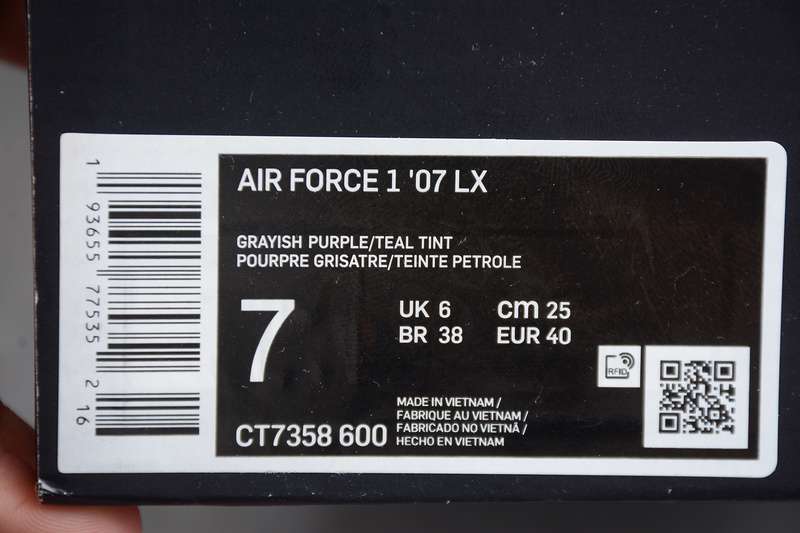 AIR FORCE 1 '07 LX
GRAYISH PURPLE/TEAL TINT
POURPRE GRISATRE/TEINTE PETROLE
7
UK 6
cm 25
BR 38
EUR 40
RFID
CT7358 600
MADE IN VIETNAM /
FABRIQUE AU VIETNAM /
FABRICADO NO VIETNÃ /
HECHO EN VIETNAM
1 93655 77535 2 16